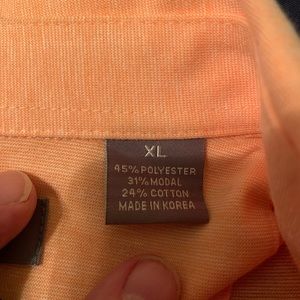 XL
45% POLYESTER
31% MODAL
24% COTTON
MADE IN KOREA